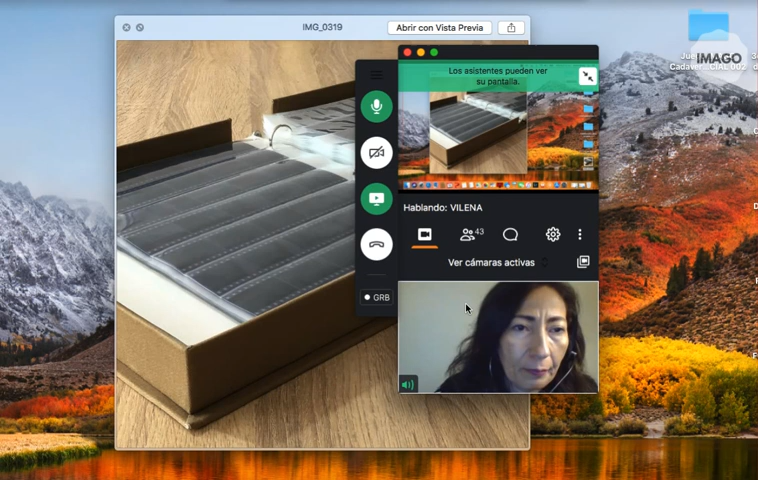 IMG_0319
Abrir con Vista Previa
Los asistentes pueden ver
su pantalla.
Hablando: VILENA
43
Ver cámaras activas
GRB
IMAGO